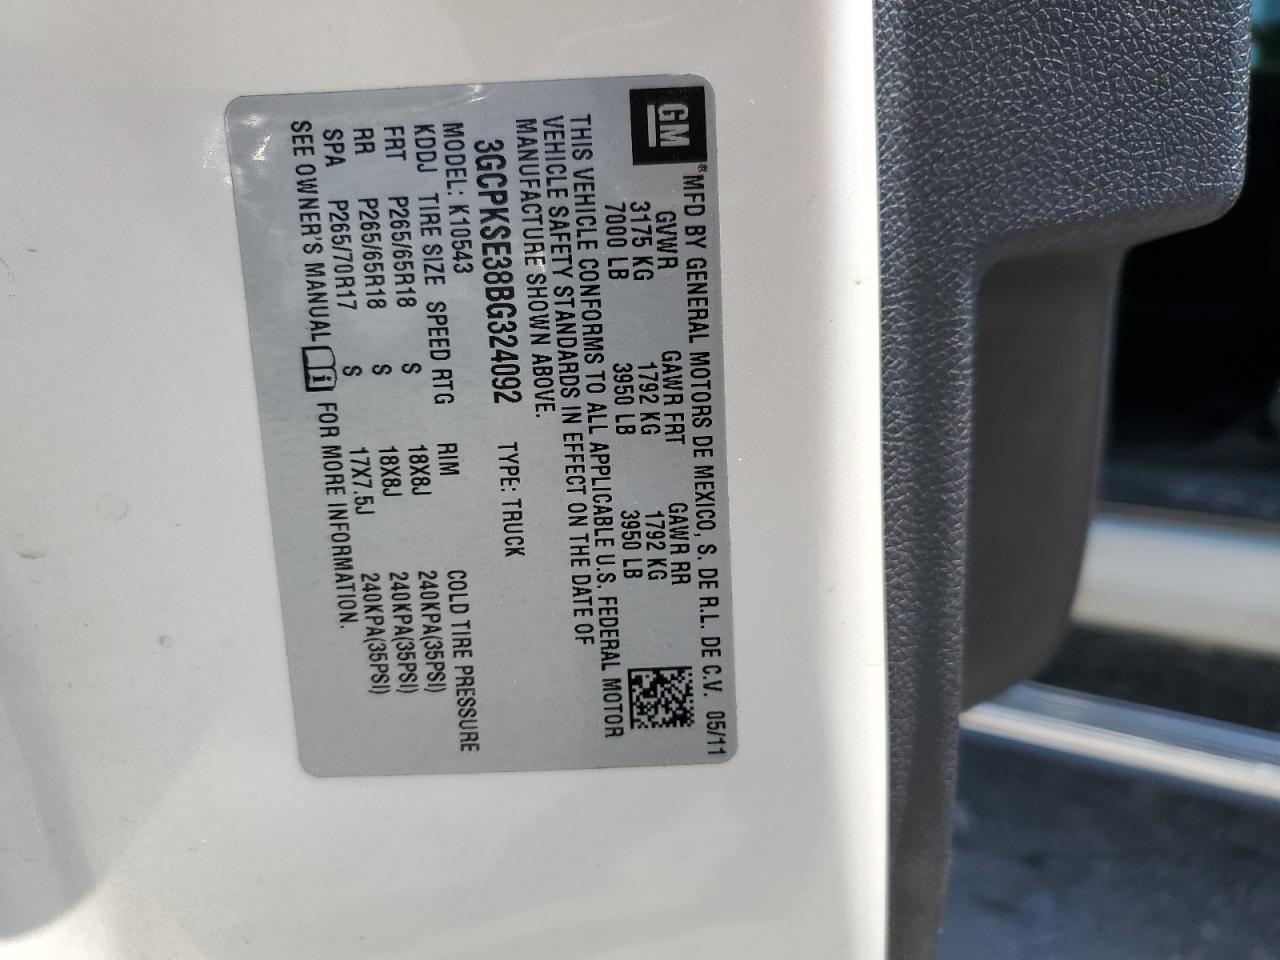 GM ® MFD BY GENERAL MOTORS DE MEXICO, S. DE R.L. DE C.V. 05/11
GVWR GAWR FRT GAWR RR
3175 KG 1792 KG 1792 KG
7000 LB 3950 LB 3950 LB
THIS VEHICLE CONFORMS TO ALL APPLICABLE U.S. FEDERAL MOTOR
VEHICLE SAFETY STANDARDS IN EFFECT ON THE DATE OF
MANUFACTURE SHOWN ABOVE.
3GCPKSE38BG324092 TYPE: TRUCK
MODEL: K10543
KDDJ TIRE SIZE SPEED RTG RIM COLD TIRE PRESSURE
FRT P265/65R18 S 18X8J 240KPA(35PSI)
RR P265/65R18 S 18X8J 240KPA(35PSI)
SPA P265/70R17 S 17X7.5J 240KPA(35PSI)
SEE OWNER'S MANUAL i FOR MORE INFORMATION.